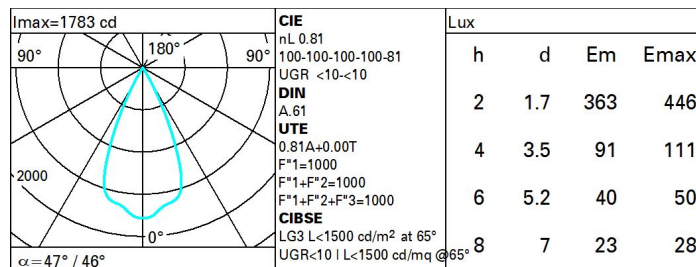 Imax=1783 cd
90° 180° 90°
2000
0°
α=47° / 46°
CIE
nL 0.81
100-100-100-100-81
UGR <10-<10
DIN
A.61
UTE
0.81A+0.00T
F"1=1000
F"1+F"2=1000
F"1+F"2+F"3=1000
CIBSE
LG3 L<1500 cd/m² at 65°
UGR<10 | L<1500 cd/mq @65°
Lux
h d Em Emax
2 1.7 363 446
4 3.5 91 111
6 5.2 40 50
8 7 23 28